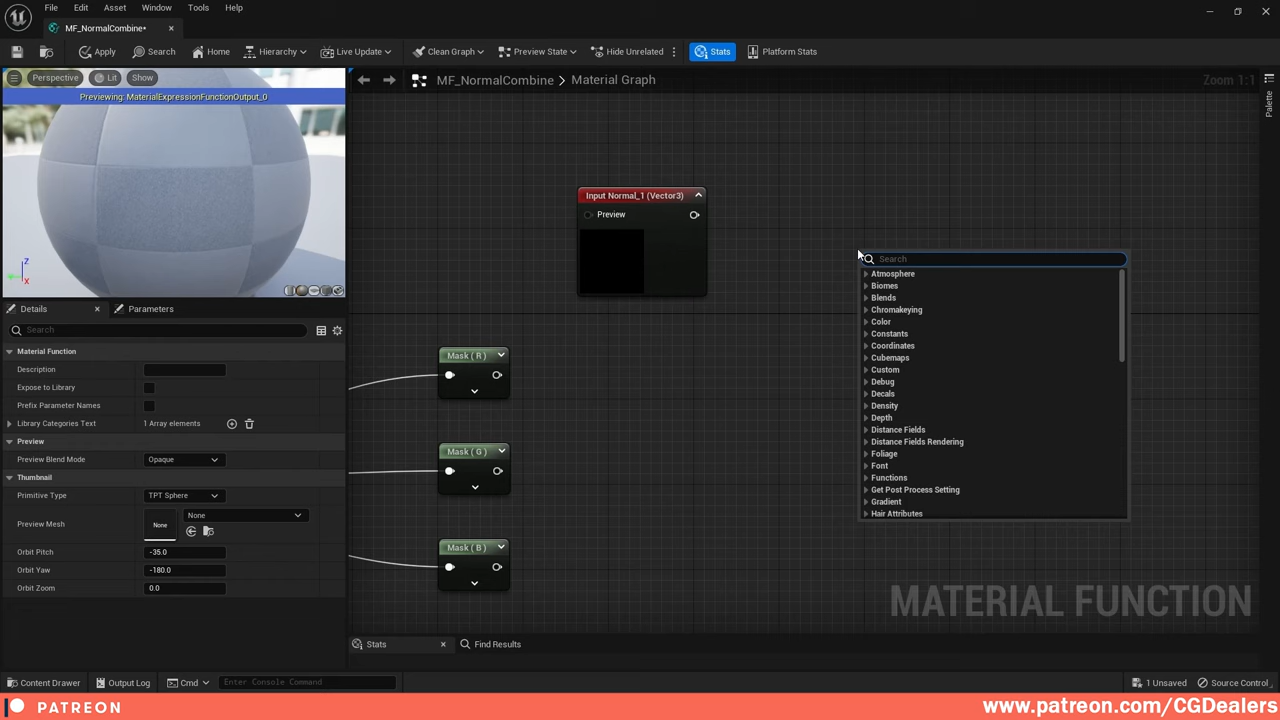 File Edit Asset Window Tools Help
MF_NormalCombine*
Apply Search Home Hierarchy Live Update Clean Graph Preview State Hide Unrelated Stats Platform Stats
Perspective Lit Show
Previewing: MaterialExpressionFunctionOutput_0
MF_NormalCombine > Material Graph
Zoom 1:1
Palette
Z
X
Details Parameters
Search
Material Function
Description
Expose to Library
Prefix Parameter Names
Library Categories Text 1 Array elements
Preview
Preview Blend Mode Opaque
Thumbnail
Primitive Type TPT Sphere
Preview Mesh None None
Orbit Pitch -35.0
Orbit Yaw -180.0
Orbit Zoom 0.0
Input Normal_1 (Vector3)
Preview
Mask ( R )
Mask ( G )
Mask ( B )
Search
Atmosphere
Biomes
Blends
Chromakeying
Color
Constants
Coordinates
Cubemaps
Custom
Debug
Decals
Density
Depth
Distance Fields
Distance Fields Rendering
Foliage
Font
Functions
Get Post Process Setting
Gradient
Hair Attributes
MATERIAL FUNCTION
Stats Find Results
Content Drawer Output Log Cmd Enter Console Command 1 Unsaved Source Control
PATREON www.patreon.com/CGDealers